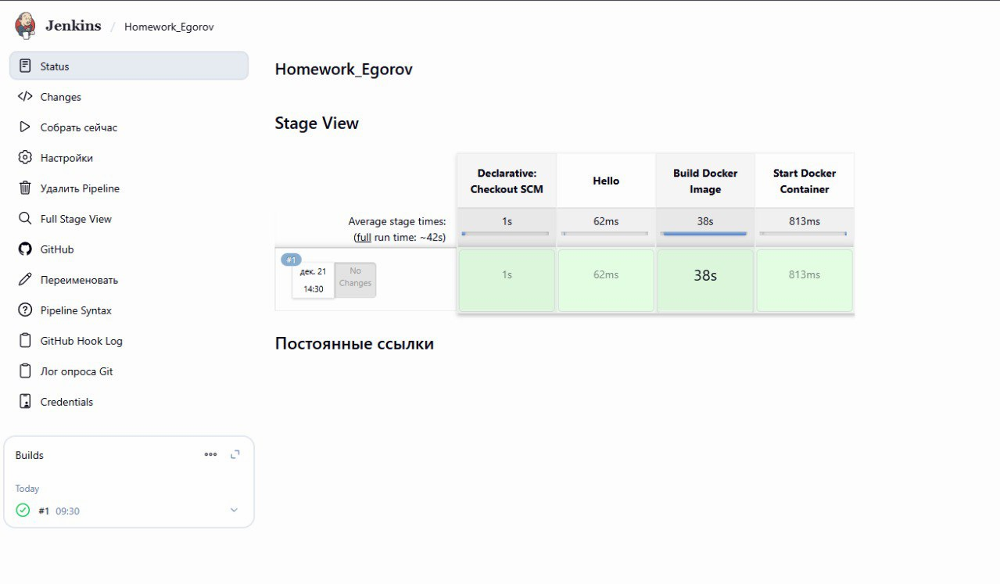 Jenkins / Homework_Egorov
Status
Changes
Собрать сейчас
Настройки
Удалить Pipeline
Full Stage View
GitHub
Переименовать
Pipeline Syntax
GitHub Hook Log
Лог опроса Git
Credentials
Builds
Today
#1 09:30
Homework_Egorov
Stage View
Declarative:
Checkout SCM
Hello
Build Docker
Image
Start Docker
Container
Average stage times:
(full run time: ~42s)
1s
62ms
38s
813ms
#1
дек. 21
14:30
No
Changes
1s
62ms
38s
813ms
Постоянные ссылки